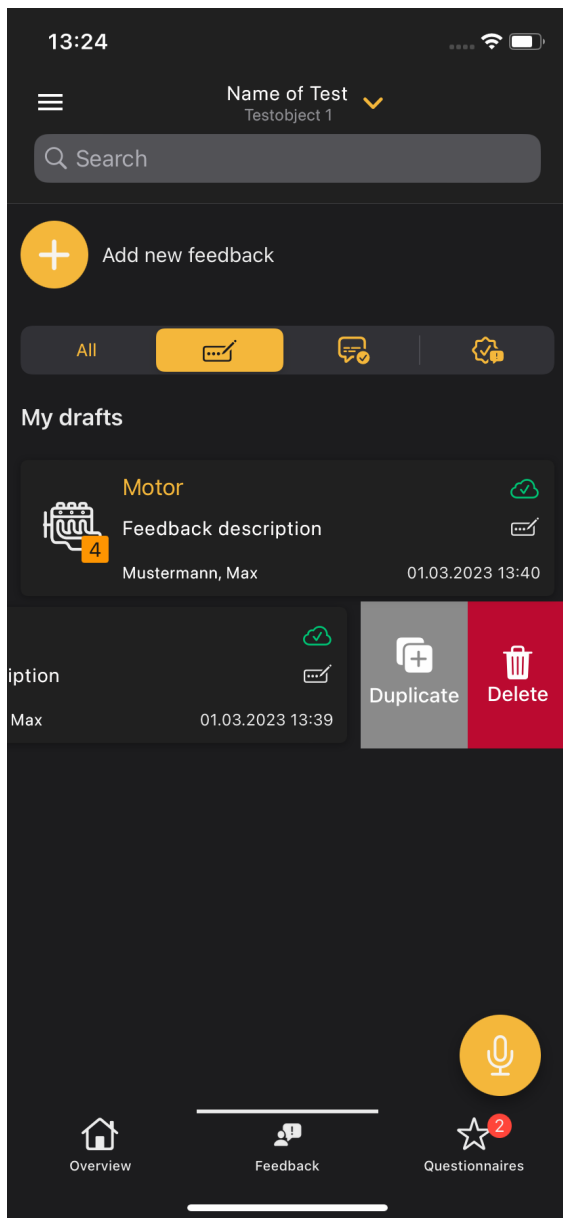 13:24
Name of Test
Testobject 1
Search
Add new feedback
All
My drafts
Motor
Feedback description
4
Mustermann, Max
01.03.2023 13:40
iption
Max
01.03.2023 13:39
Duplicate
Delete
2
Overview
Feedback
Questionnaires